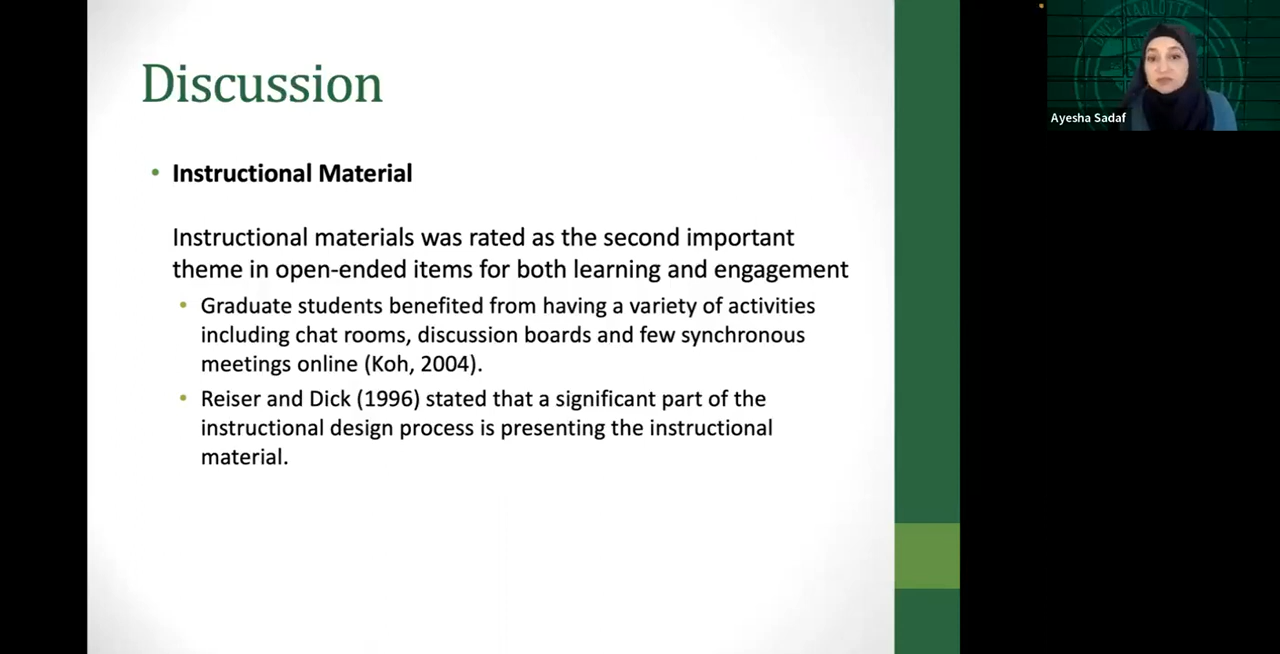 Discussion
• Instructional Material
Instructional materials was rated as the second important
theme in open-ended items for both learning and engagement
• Graduate students benefited from having a variety of activities
including chat rooms, discussion boards and few synchronous
meetings online (Koh, 2004).
• Reiser and Dick (1996) stated that a significant part of the
instructional design process is presenting the instructional
material.
Ayesha Sadaf